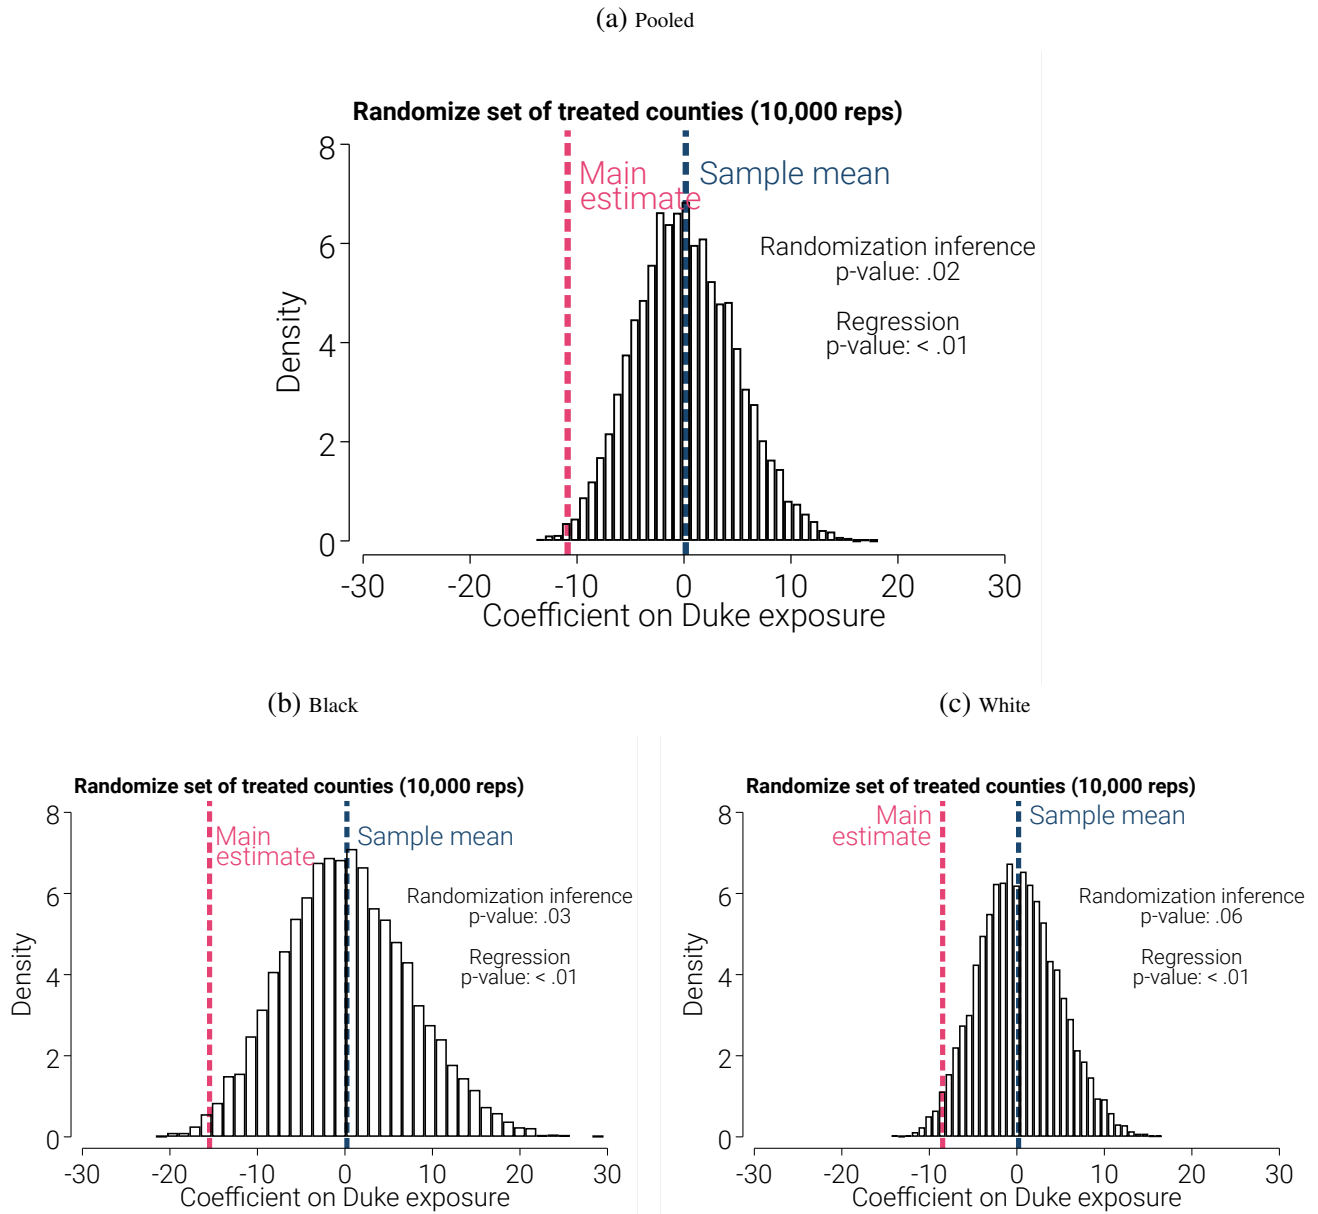 (a) Pooled
Randomize set of treated counties (10,000 reps)
Main
estimate
Sample mean
Randomization inference
p-value: .02
Regression
p-value: < .01
Density
8
6
4
2
0
-30 -20 -10 0 10 20 30
Coefficient on Duke exposure
(b) Black
Randomize set of treated counties (10,000 reps)
Main
estimate
Sample mean
Randomization inference
p-value: .03
Regression
p-value: < .01
Density
8
6
4
2
0
-30 -20 -10 0 10 20 30
Coefficient on Duke exposure
(c) White
Randomize set of treated counties (10,000 reps)
Main
estimate
Sample mean
Randomization inference
p-value: .06
Regression
p-value: < .01
Density
8
6
4
2
0
-30 -20 -10 0 10 20 30
Coefficient on Duke exposure